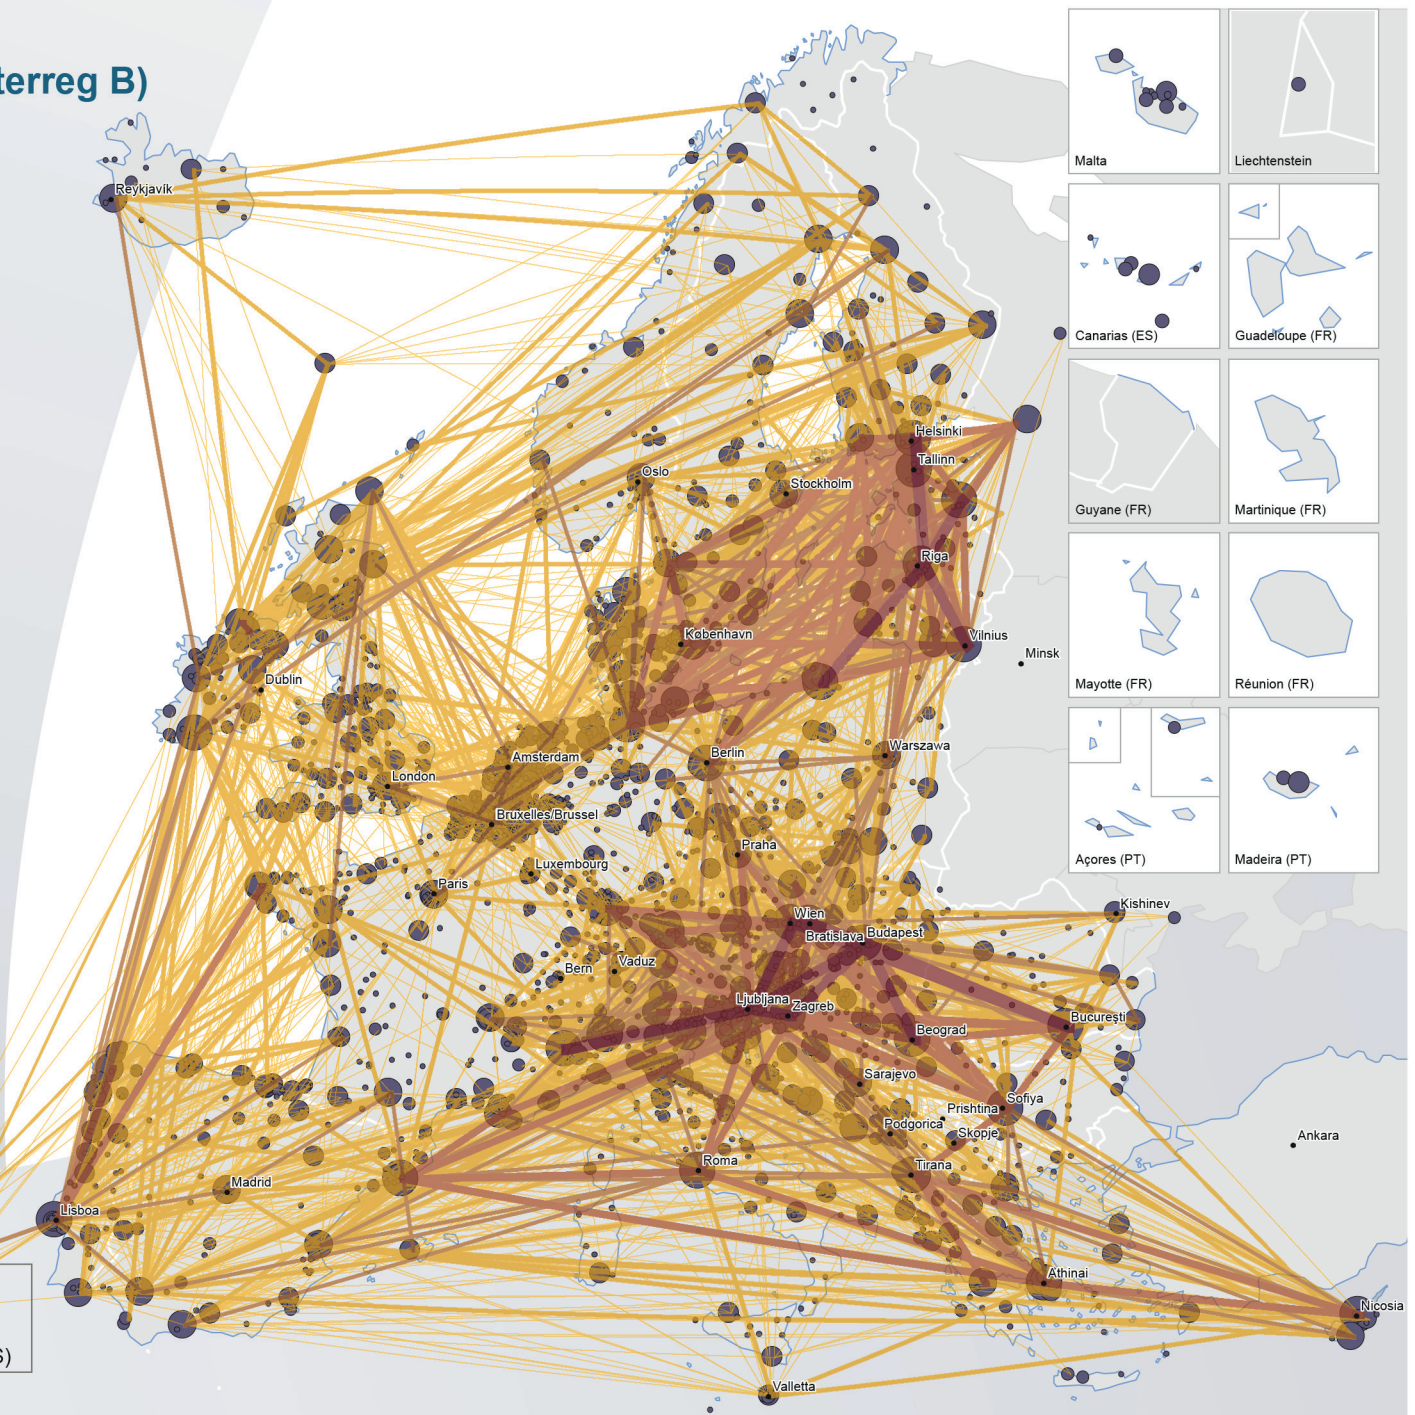 terreg B)
Malta
Liechtenstein
Reykjavík
Canarias (ES)
Guadeloupe (FR)
Guyane (FR)
Martinique (FR)
Helsinki
Tallinn
Oslo
Stockholm
Riga
København
Vilnius
Minsk
Mayotte (FR)
Réunion (FR)
Dublin
Amsterdam
Berlin
Warszawa
London
Bruxelles/Brussel
Praha
Açores (PT)
Madeira (PT)
Luxembourg
Paris
Kishinev
Wien
Bratislava
Budapest
Vaduz
Bern
Ljubljana
Zagreb
Bucureşti
Beograd
Sarajevo
Sofiya
Prishtina
Podgorica
Skopje
Ankara
Roma
Tirana
Madrid
Lisboa
Athinai
Nicosia
S)
Valletta